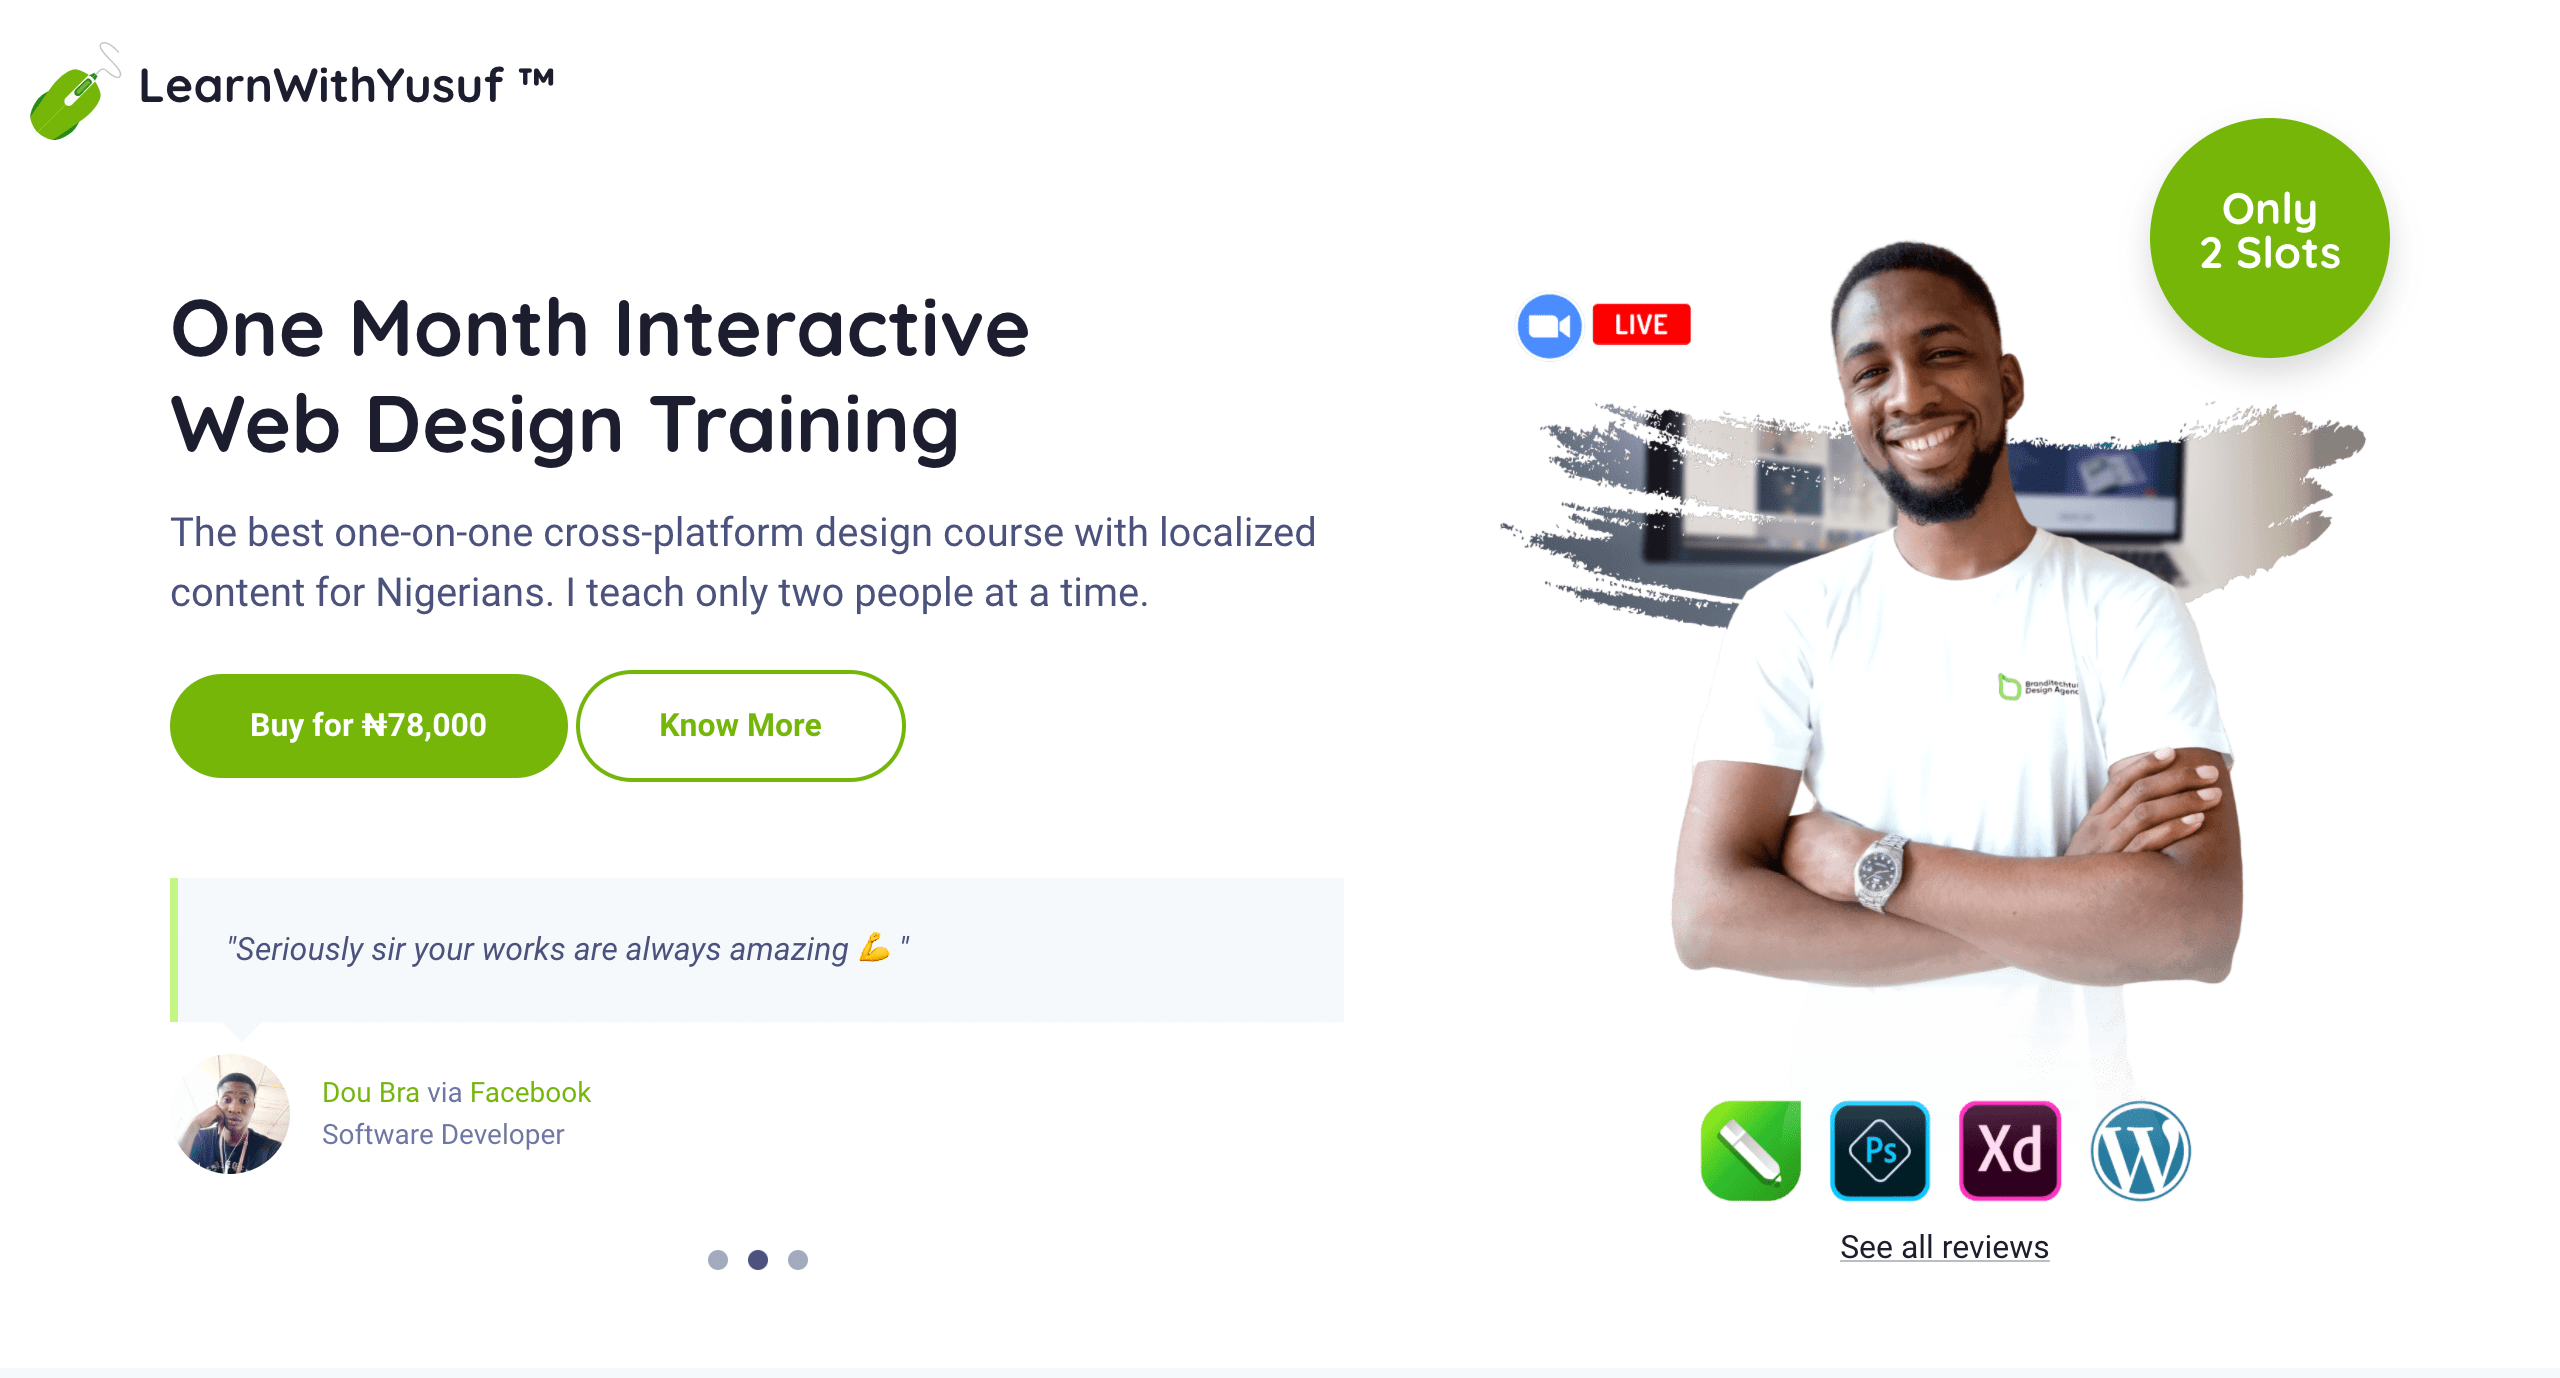 LearnWithYusuf ™
Only
2 Slots
LIVE
One Month Interactive
Web Design Training
The best one-on-one cross-platform design course with localized
content for Nigerians. I teach only two people at a time.
Buy for ₦78,000
Know More
Design
"Seriously sir your works are always amazing 💪 "
Dou Bra via Facebook
Software Developer
Ps
Xd
W
See all reviews